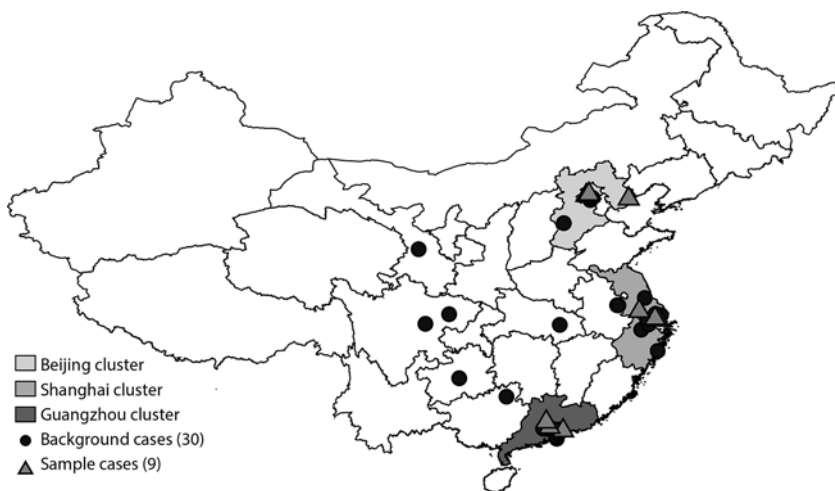 Beijing cluster
Shanghai cluster
Guangzhou cluster
Background cases (30)
Sample cases (9)